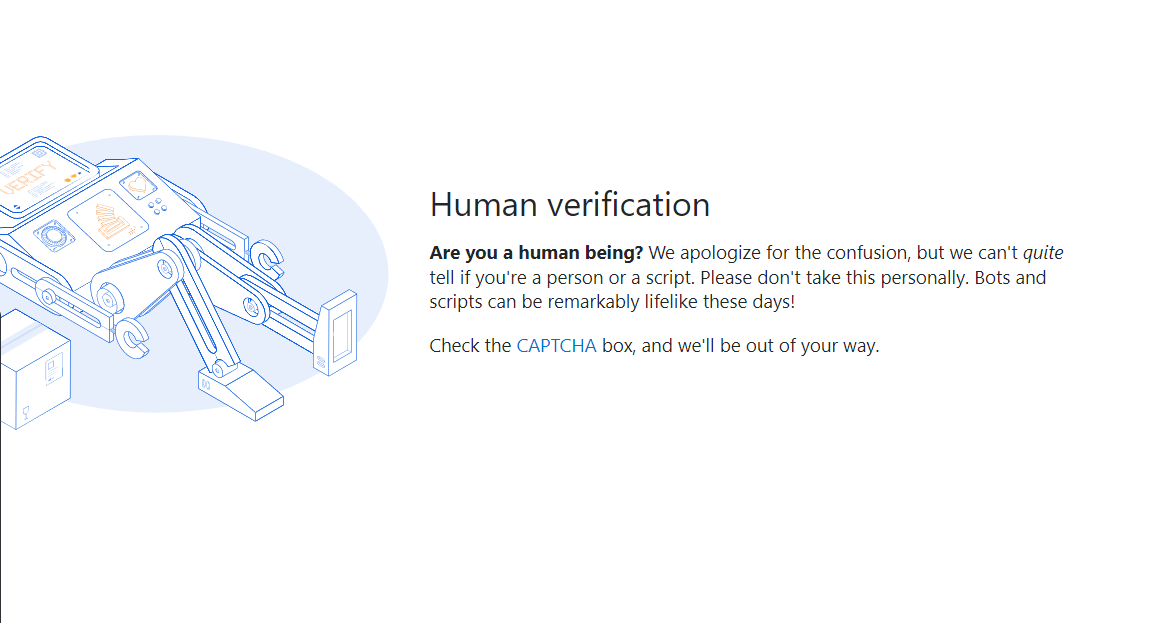 VERIFY
Human verification
Are you a human being? We apologize for the confusion, but we can't quite
tell if you're a person or a script. Please don't take this personally. Bots and
scripts can be remarkably lifelike these days!
Check the CAPTCHA box, and we'll be out of your way.